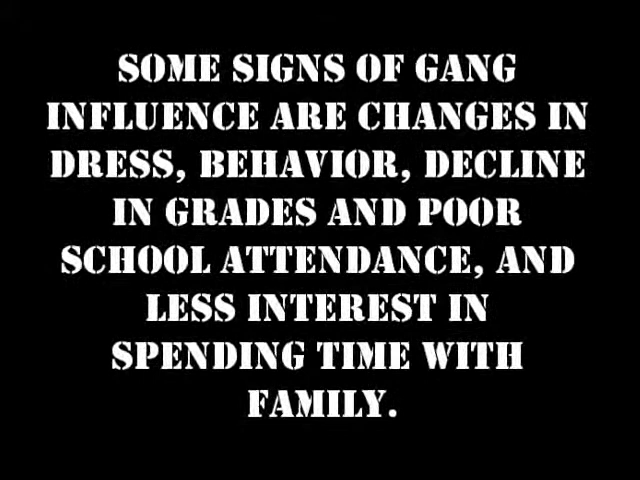 SOME SIGNS OF GANG
INFLUENCE ARE CHANGES IN
DRESS, BEHAVIOR, DECLINE
IN GRADES AND POOR
SCHOOL ATTENDANCE, AND
LESS INTEREST IN
SPENDING TIME WITH
FAMILY.